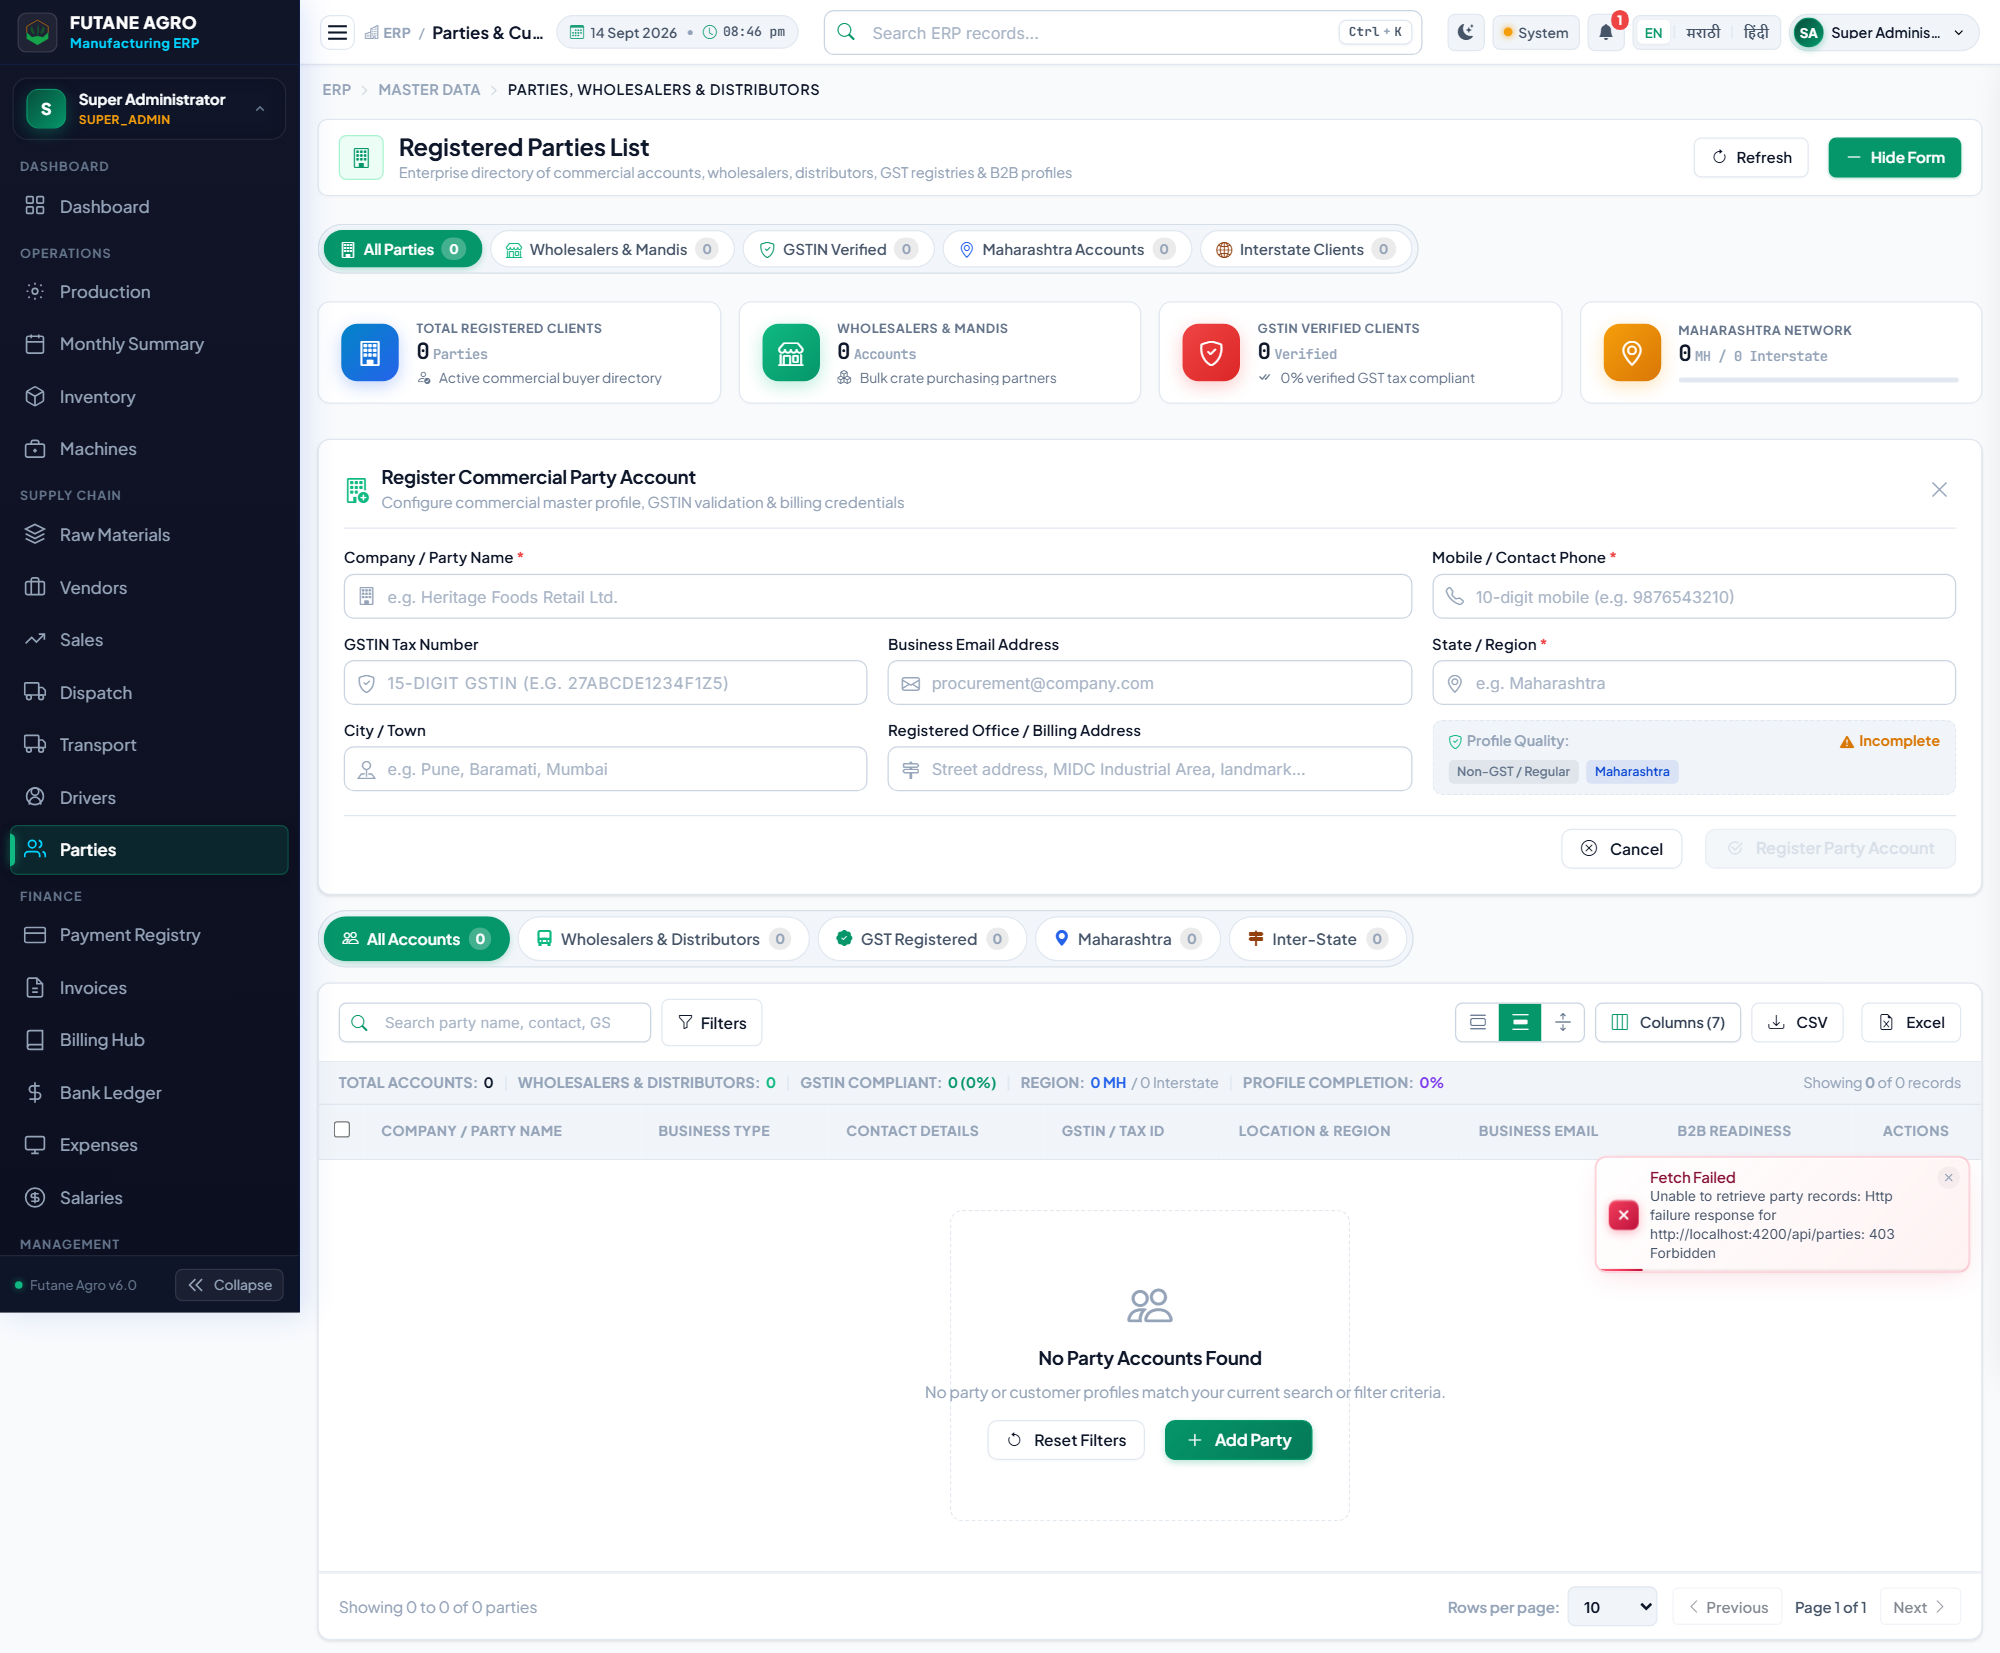 FUTANE AGRO
Manufacturing ERP
S
Super Administrator
SUPER_ADMIN
DASHBOARD
Dashboard
OPERATIONS
Production
Monthly Summary
Inventory
Machines
SUPPLY CHAIN
Raw Materials
Vendors
Sales
Dispatch
Transport
Drivers
Parties
FINANCE
Payment Registry
Invoices
Billing Hub
Bank Ledger
Expenses
Salaries
MANAGEMENT
Futane Agro v6.0
Collapse
ERP / Parties & Cu...
14 Sept 2026 • 08:46 pm
Search ERP records...
Ctrl + K
System
1
EN मराठी हिंदी
SA Super Adminis...
ERP > MASTER DATA > PARTIES, WHOLESALERS & DISTRIBUTORS
Registered Parties List
Enterprise directory of commercial accounts, wholesalers, distributors, GST registries & B2B profiles
Refresh
Hide Form
All Parties 0
Wholesalers & Mandis 0
GSTIN Verified 0
Maharashtra Accounts 0
Interstate Clients 0
TOTAL REGISTERED CLIENTS
0 Parties
Active commercial buyer directory
WHOLESALERS & MANDIS
0 Accounts
Bulk crate purchasing partners
GSTIN VERIFIED CLIENTS
0 Verified
0% verified GST tax compliant
MAHARASHTRA NETWORK
0 MH / 0 Interstate
Register Commercial Party Account
Configure commercial master profile, GSTIN validation & billing credentials
Company / Party Name *
e.g. Heritage Foods Retail Ltd.
Mobile / Contact Phone *
10-digit mobile (e.g. 9876543210)
GSTIN Tax Number
15-DIGIT GSTIN (E.G. 27ABCDE1234F1Z5)
Business Email Address
procurement@company.com
State / Region *
e.g. Maharashtra
City / Town
e.g. Pune, Baramati, Mumbai
Registered Office / Billing Address
Street address, MIDC Industrial Area, landmark...
Profile Quality:
Incomplete
Non-GST / Regular
Maharashtra
Cancel
Register Party Account
All Accounts 0
Wholesalers & Distributors 0
GST Registered 0
Maharashtra 0
Inter-State 0
Search party name, contact, GS
Filters
Columns (7)
CSV
Excel
TOTAL ACCOUNTS: 0
WHOLESALERS & DISTRIBUTORS: 0
GSTIN COMPLIANT: 0 (0%)
REGION: 0 MH / 0 Interstate
PROFILE COMPLETION: 0%
Showing 0 of 0 records
COMPANY / PARTY NAME
BUSINESS TYPE
CONTACT DETAILS
GSTIN / TAX ID
LOCATION & REGION
BUSINESS EMAIL
B2B READINESS
ACTIONS
Fetch Failed
Unable to retrieve party records: Http
failure response for
http://localhost:4200/api/parties: 403
Forbidden
No Party Accounts Found
No party or customer profiles match your current search or filter criteria.
Reset Filters
Add Party
Showing 0 to 0 of 0 parties
Rows per page: 10
Previous
Page 1 of 1
Next